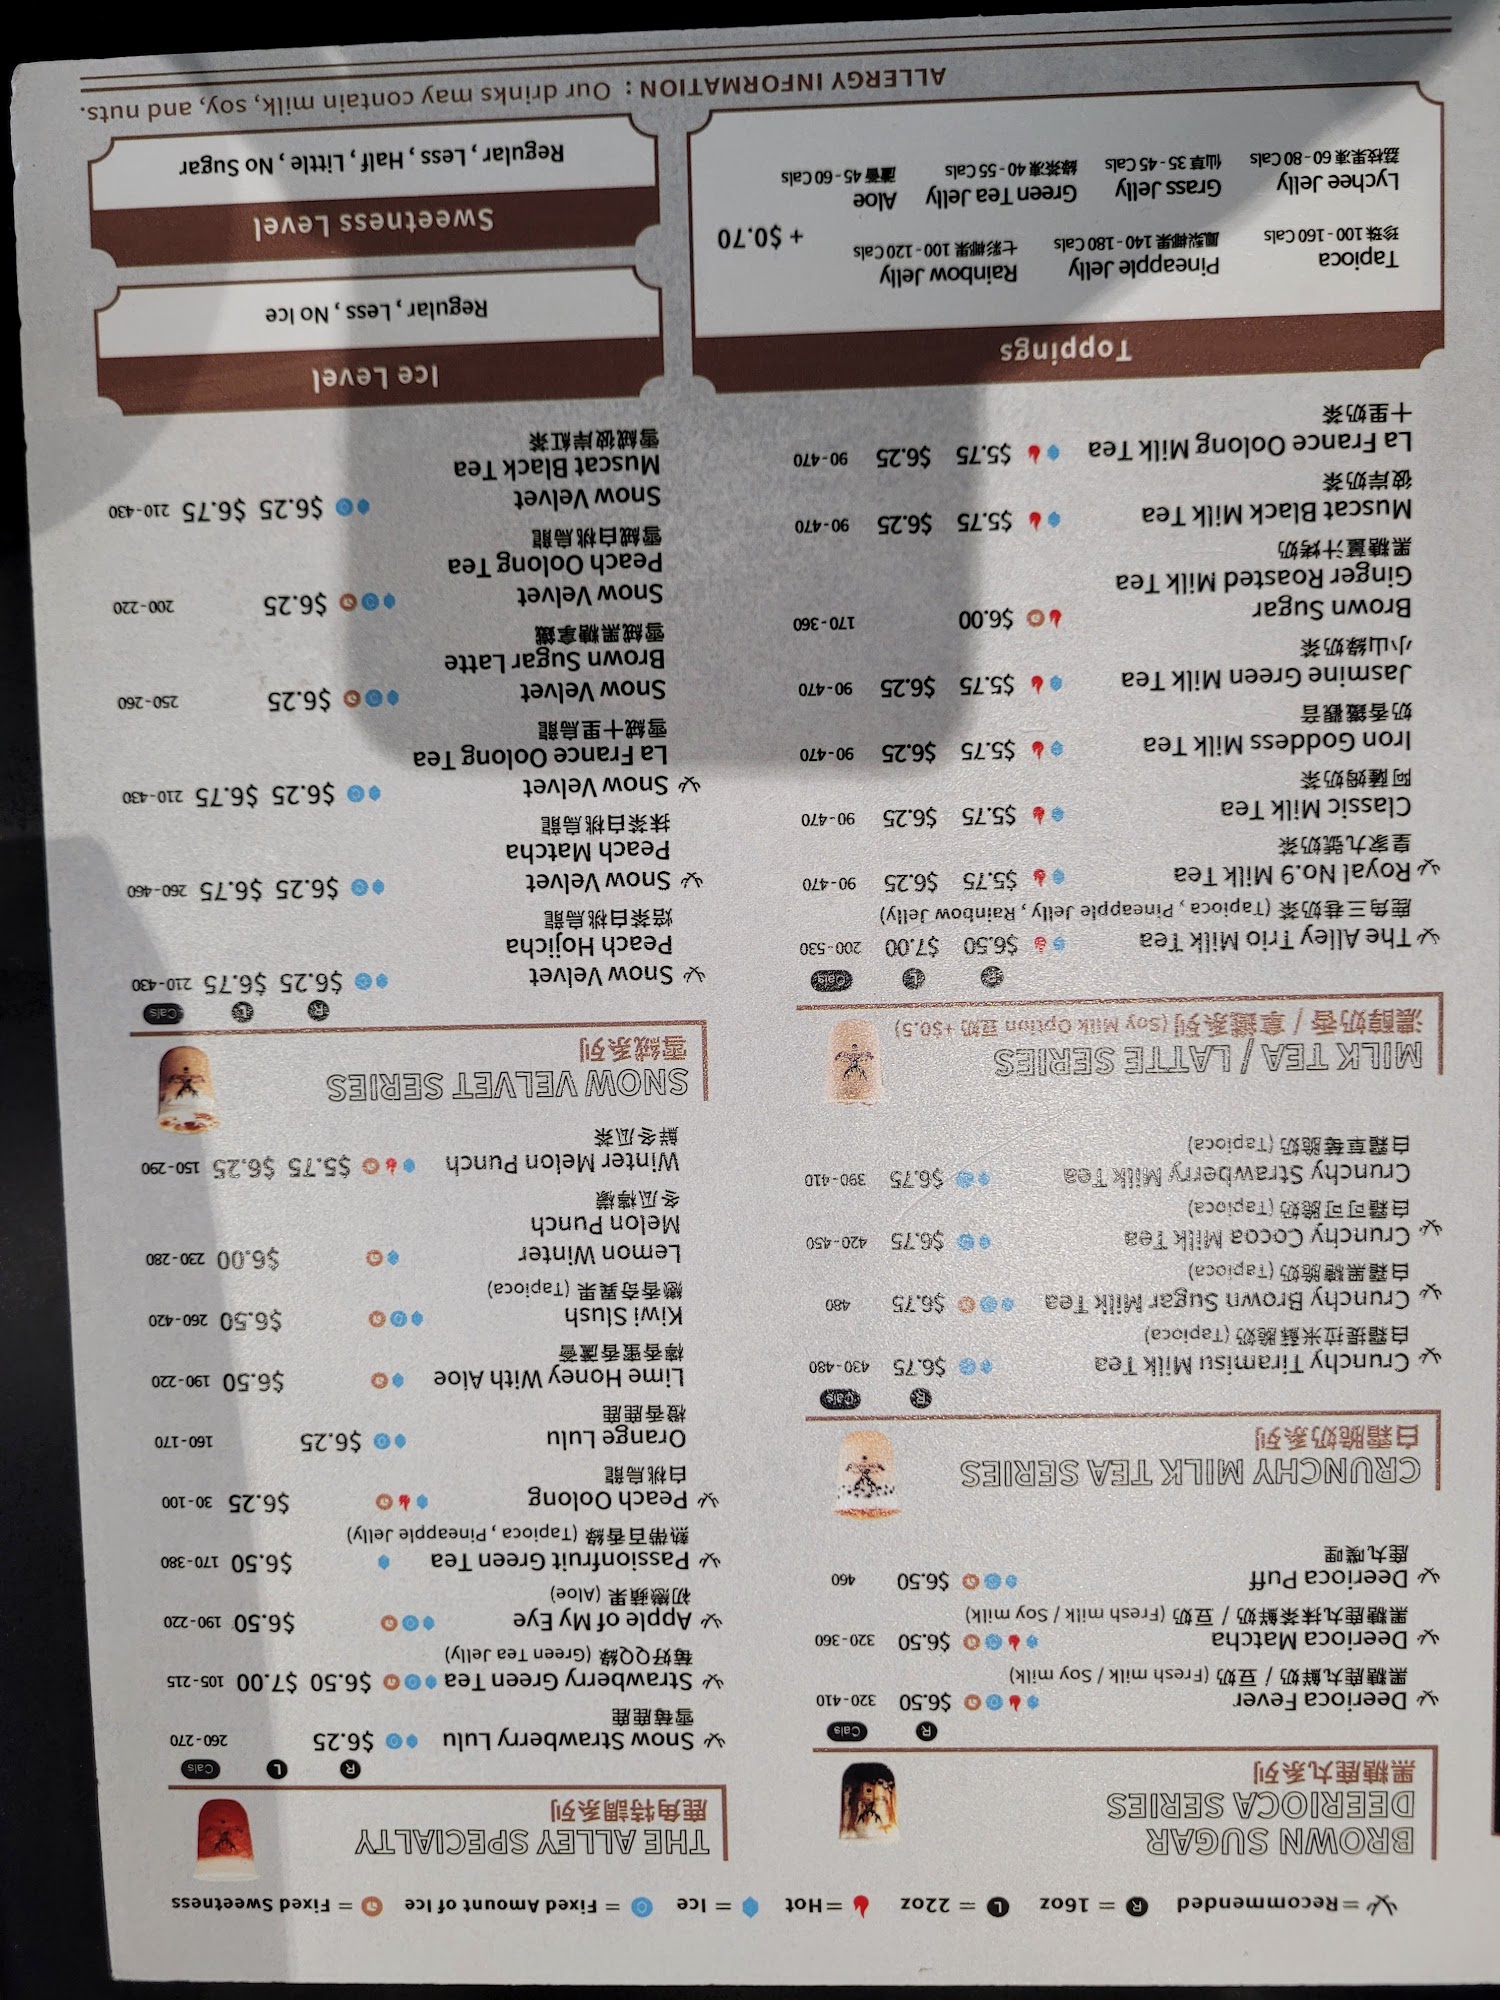 =Recommended R = 16oz L = 22oz =Hot = Ice = Fixed Amount of Ice = Fixed Sweetness
BROWN SUGAR
DEERIOCA SERIES
黑糖鹿丸系列
R Cals
Deerioca Fever $6.50 320-410
黑糖鹿丸鮮奶 / 豆奶 (Fresh milk / Soy milk)
Deerioca Matcha $6.50 320-360
黑糖鹿丸抹茶鮮奶 / 豆奶 (Fresh milk / Soy milk)
Deerioca Puff $6.50 460
鹿丸噗哩
CRUNCHY MILK TEA SERIES
白霜脆奶系列
R Cals
Crunchy Tiramisu Milk Tea $6.75 430-480
白霜提拉米蘇脆奶 (Tapioca)
Crunchy Brown Sugar Milk Tea $6.75 480
白霜黑糖脆奶 (Tapioca)
Crunchy Cocoa Milk Tea $6.75 420-450
白霜可可脆奶 (Tapioca)
Crunchy Strawberry Milk Tea $6.75 390-410
白霜草莓脆奶 (Tapioca)
MILK TEA / LATTE SERIES
濃醇奶香 / 拿鐵系列 (Soy Milk Option 豆奶 +$0.5)
R L Cals
The Alley Trio Milk Tea $6.50 $7.00 200-530
鹿角三巷奶茶 (Tapioca , Pineapple Jelly , Rainbow Jelly)
Royal No.9 Milk Tea $5.75 $6.25 90-470
皇家九號奶茶
Classic Milk Tea $5.75 $6.25 90-470
阿薩姆奶茶
Iron Goddess Milk Tea $5.75 $6.25 90-470
奶香鐵觀音
Jasmine Green Milk Tea $5.75 $6.25 90-470
小山綠奶茶
Brown Sugar
Ginger Roasted Milk Tea $6.00 170-360
黑糖薑汁烤奶
Muscat Black Milk Tea $5.75 $6.25 90-470
彼岸奶茶
La France Oolong Milk Tea $5.75 $6.25 90-470
十里奶茶
Toppings
Tapioca Pineapple Jelly Rainbow Jelly + $0.70
珍珠 100-160 Cals 鳳梨椰果 140-180 Cals 七彩椰果 100-120 Cals
Lychee Jelly Grass Jelly Green Tea Jelly Aloe
荔枝果凍 60-80 Cals 仙草 35-45 Cals 綠茶凍 40-55 Cals 蘆薈 45-60 Cals
THE ALLEY SPECIALTY
鹿角特調系列
R L Cals
Snow Strawberry Lulu $6.25 260-270
雪莓鹿鹿
Strawberry Green Tea $6.50 $7.00 105-215
莓好QQ綠 (Green Tea Jelly)
Apple of My Eye $6.50 190-220
初戀蘋果 (Aloe)
Passionfruit Green Tea $6.50 170-380
熱帶百香綠 (Tapioca , Pineapple Jelly)
Peach Oolong $6.25 30-100
白桃烏龍
Orange Lulu $6.25 160-170
橙香鹿鹿
Lime Honey With Aloe $6.50 190-220
檸香蜜香蘆薈
Kiwi Slush $6.50 260-420
戀香奇異果 (Tapioca)
Lemon Winter
Melon Punch $6.00 230-280
冬瓜檸檬
Winter Melon Punch $5.75 $6.25 150-290
鮮冬瓜茶
SNOW VELVET SERIES
雪絨系列
R L Cals
Snow Velvet
Peach Hojicha $6.25 $6.75 210-430
焙茶白桃烏龍
Snow Velvet
Peach Matcha $6.25 $6.75 260-460
抹茶白桃烏龍
Snow Velvet
La France Oolong Tea $6.25 $6.75 210-430
雪絨十里烏龍
Snow Velvet
Brown Sugar Latte $6.25 250-260
雪絨黑糖拿鐵
Snow Velvet
Peach Oolong Tea $6.25 200-220
雪絨白桃烏龍
Snow Velvet
Muscat Black Tea $6.25 $6.75 210-430
雪絨彼岸紅茶
Ice Level
Regular , Less , No Ice
Sweetness Level
Regular , Less , Half , Little , No Sugar
ALLERGY INFORMATION : Our drinks may contain milk, soy, and nuts.